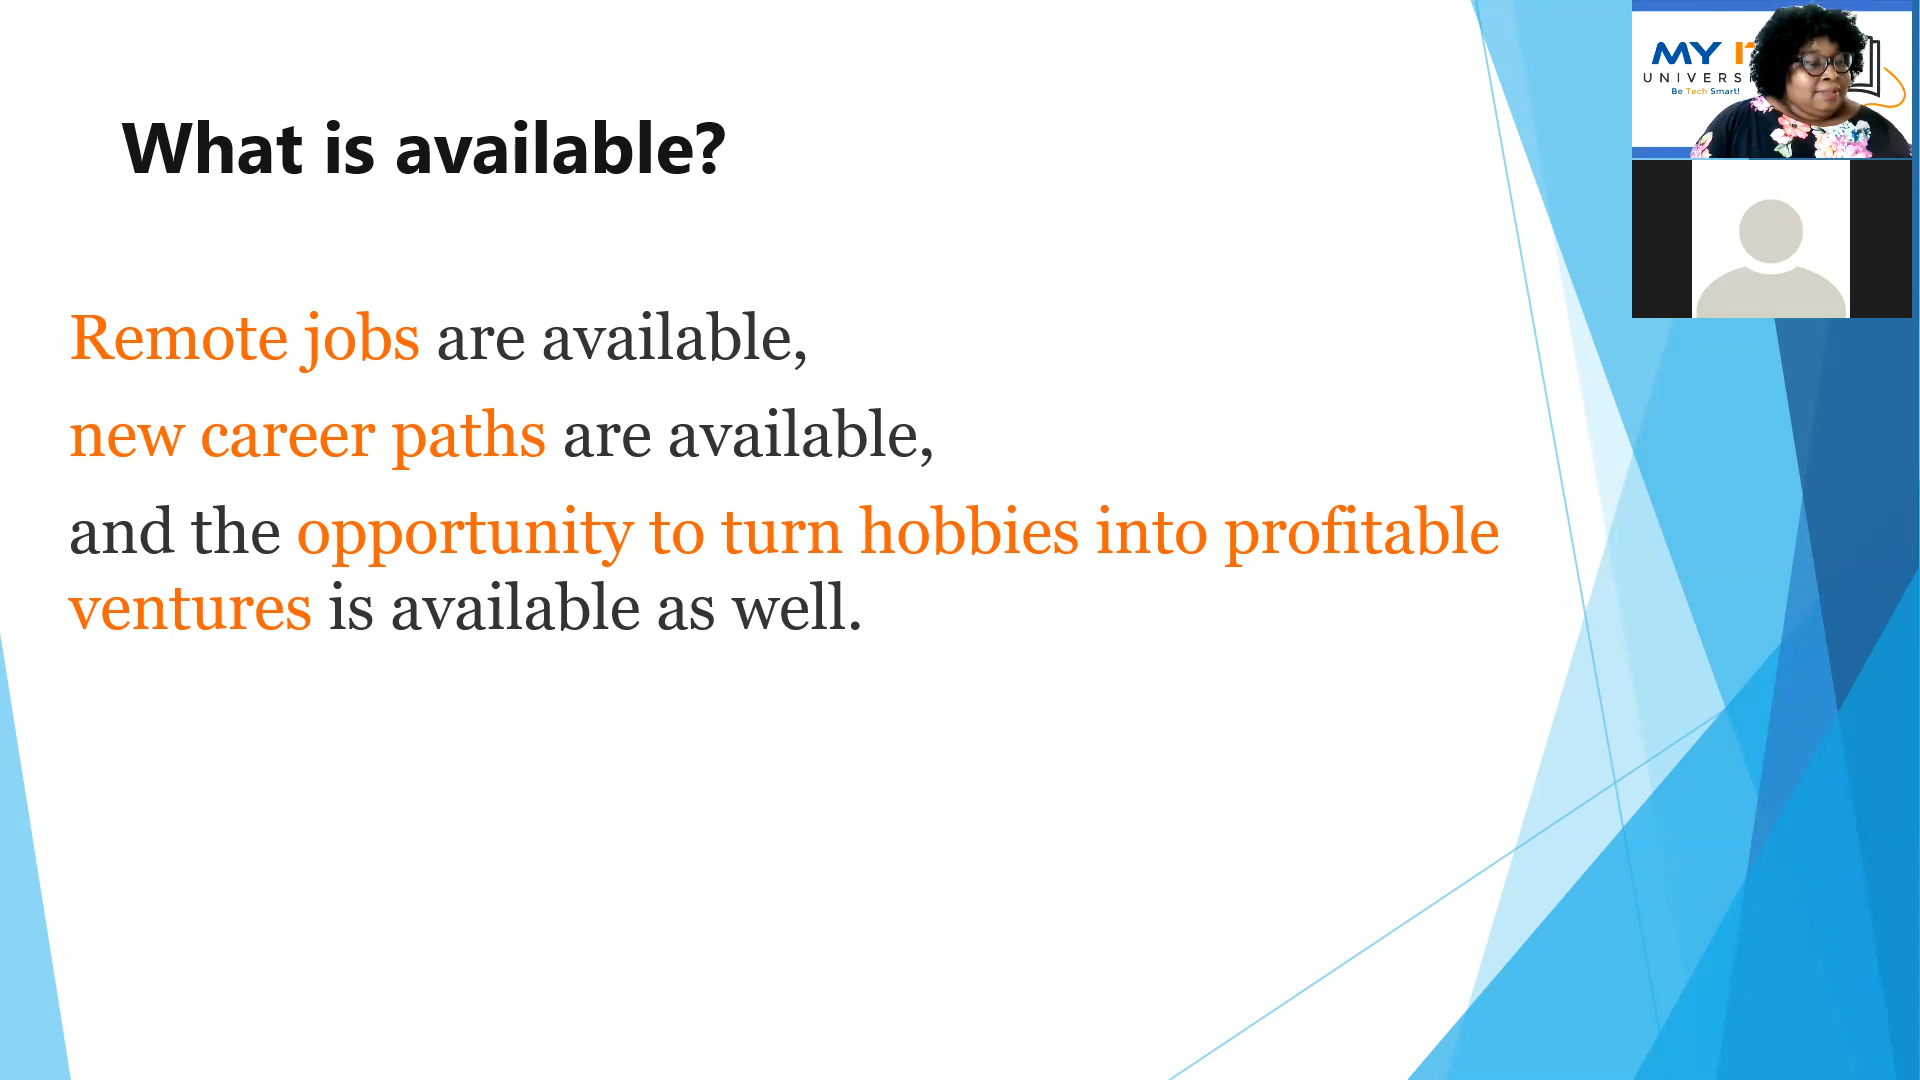 What is available?
Remote jobs are available,
new career paths are available,
and the opportunity to turn hobbies into profitable
ventures is available as well.
MY
Be Tech Smart!